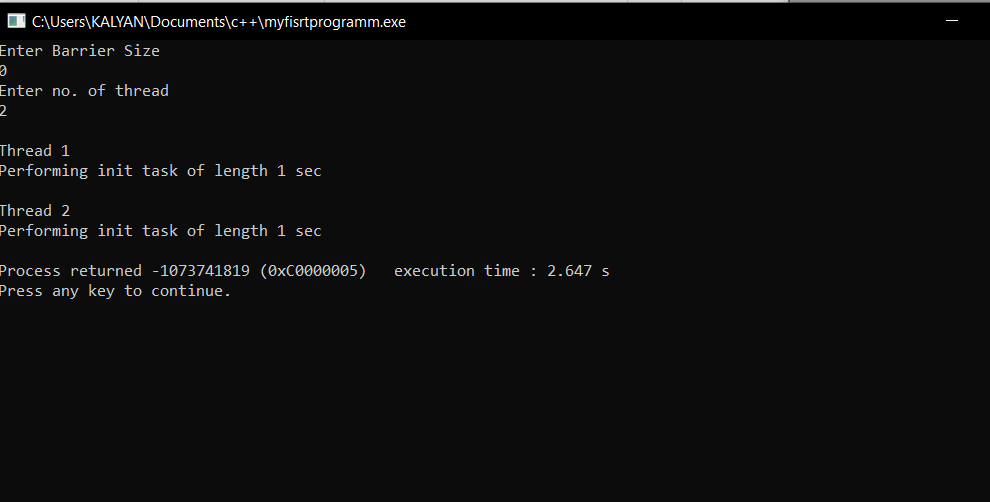 C:\Users\KALYAN\Documents\c++\myfisrtprogramm.exe
Enter Barrier Size
0
Enter no. of thread
2
Thread 1
Performing init task of length 1 sec
Thread 2
Performing init task of length 1 sec
Process returned -1073741819 (0xC0000005)   execution time : 2.647 s
Press any key to continue.